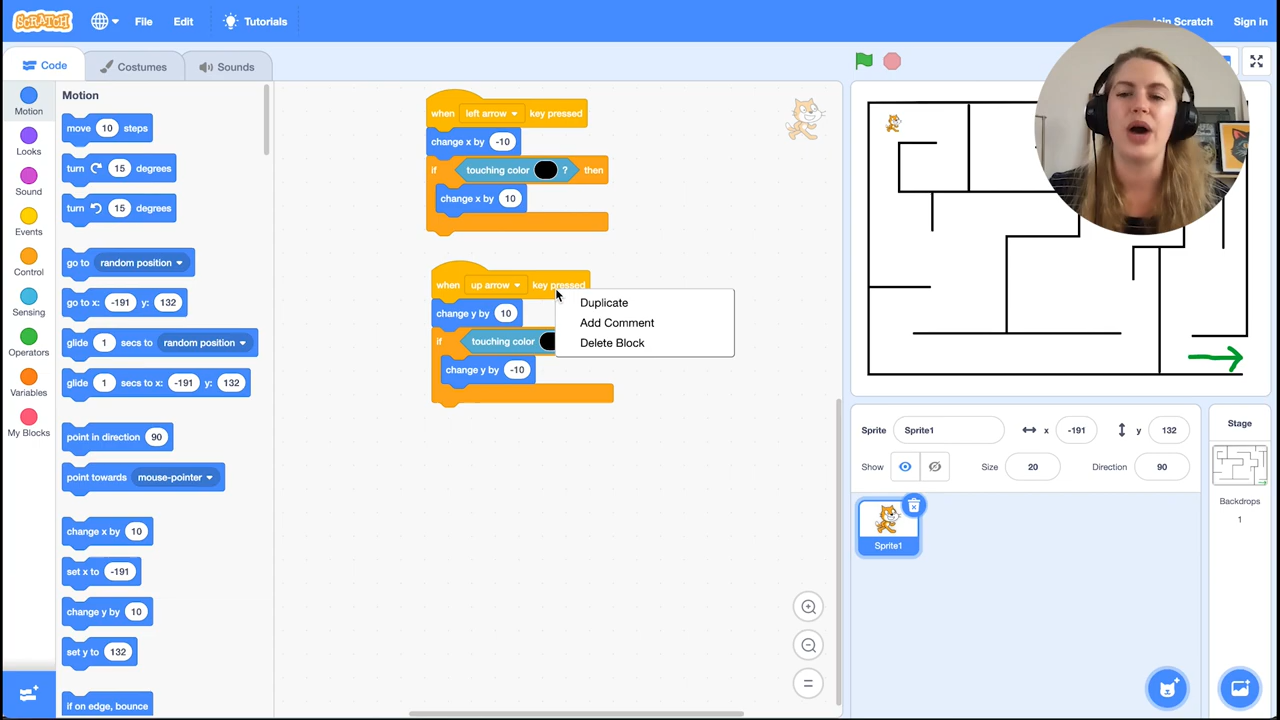 SCRATCH
File
Edit
Tutorials
Join Scratch
Sign in
Code
Costumes
Sounds
Motion
Looks
Sound
Events
Control
Sensing
Operators
Variables
My Blocks
Motion
move 10 steps
turn 15 degrees
turn 15 degrees
go to random position
go to x: -191 y: 132
glide 1 secs to random position
glide 1 secs to x: -191 y: 132
point in direction 90
point towards mouse-pointer
change x by 10
set x to -191
change y by 10
set y to 132
if on edge, bounce
when left arrow key pressed
change x by -10
if touching color ? then
change x by 10
when up arrow key pressed
change y by 10
if touching color
change y by -10
Duplicate
Add Comment
Delete Block
Sprite Sprite1 x -191 y 132
Show Size 20 Direction 90
Sprite1
Stage
Backdrops
1